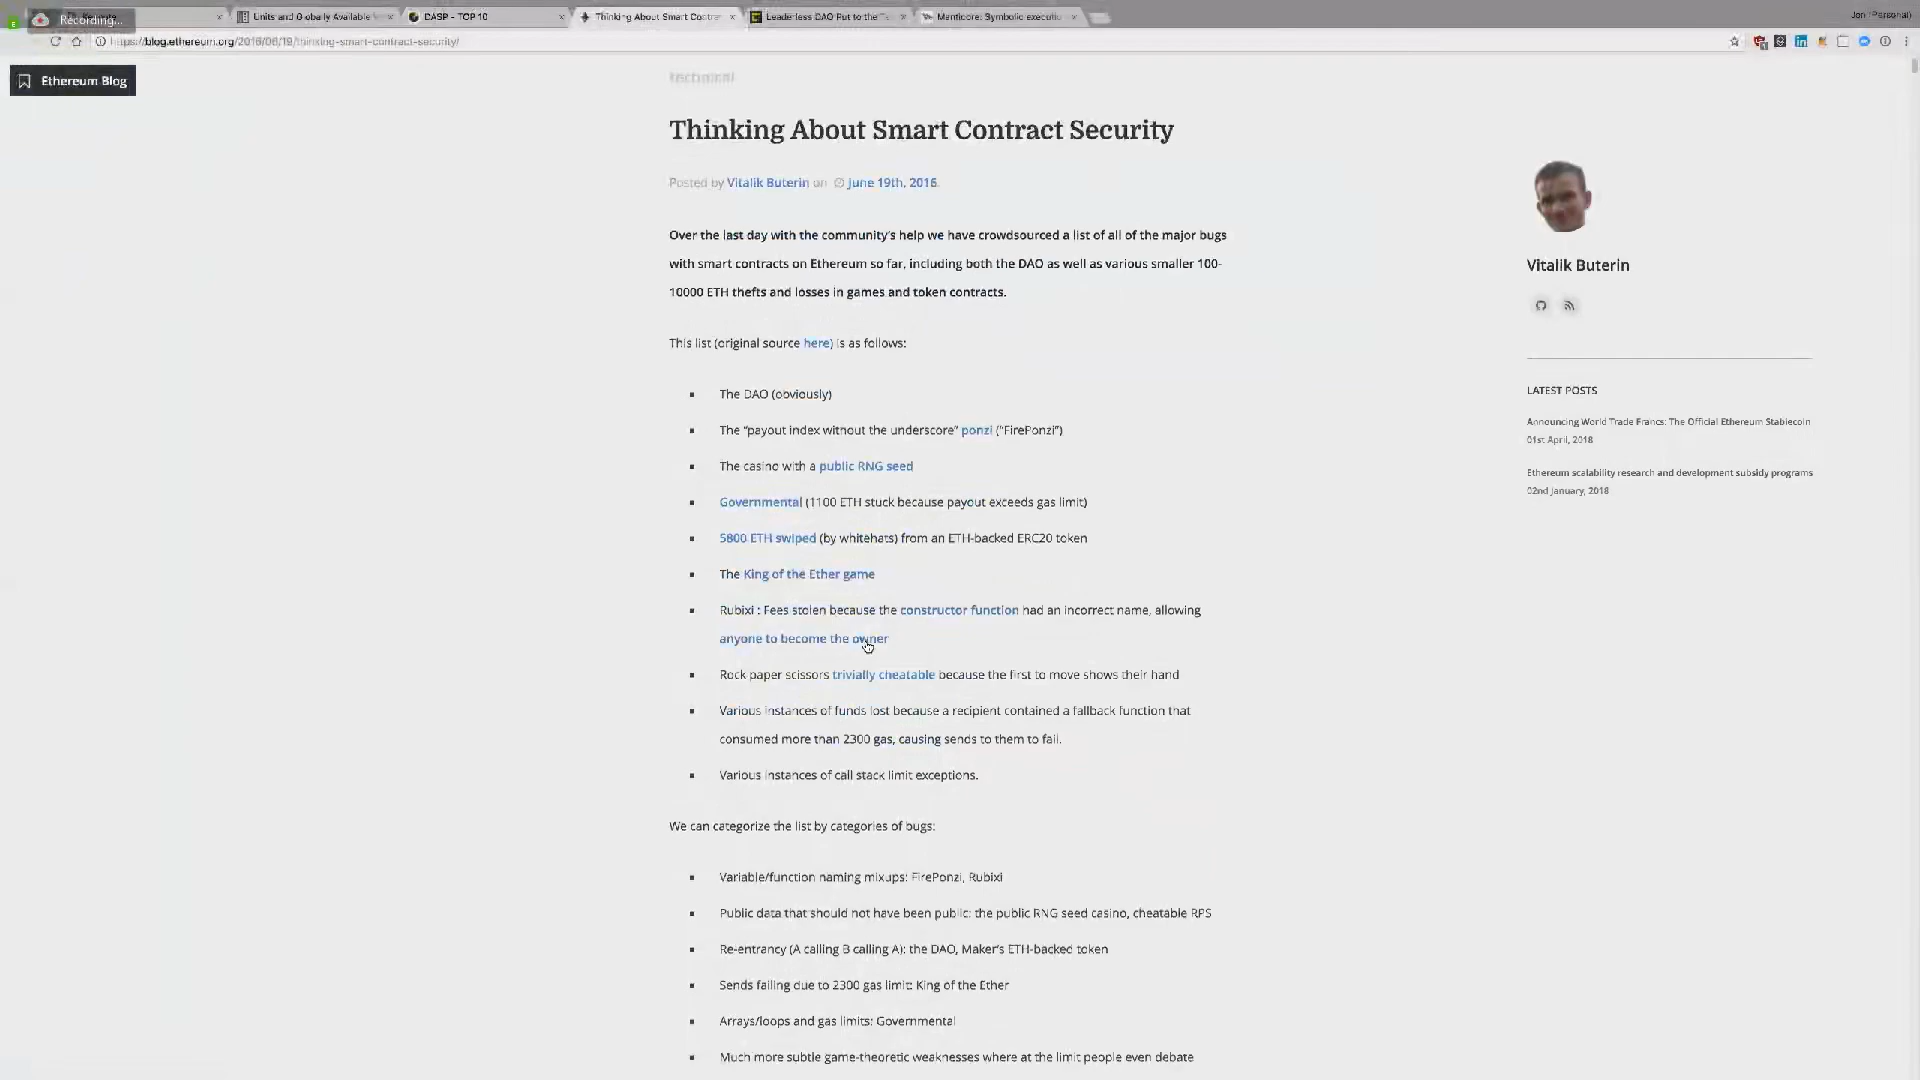 Recording...
Units and Globally Available
DASP - TOP 10
Thinking About Smart Contra
Leaderless DAO Put to the Te
Manticore: Symbolic executio
Jon (Personal)
https://blog.ethereum.org/2016/06/19/thinking-smart-contract-security/
Ethereum Blog
technical
Thinking About Smart Contract Security
Posted by Vitalik Buterin on June 19th, 2016.
Over the last day with the community's help we have crowdsourced a list of all of the major bugs
with smart contracts on Ethereum so far, including both the DAO as well as various smaller 100-
10000 ETH thefts and losses in games and token contracts.
This list (original source here) is as follows:
The DAO (obviously)
The “payout index without the underscore” ponzi (“FirePonzi”)
The casino with a public RNG seed
Governmental (1100 ETH stuck because payout exceeds gas limit)
5800 ETH swiped (by whitehats) from an ETH-backed ERC20 token
The King of the Ether game
Rubixi : Fees stolen because the constructor function had an incorrect name, allowing
anyone to become the owner
Rock paper scissors trivially cheatable because the first to move shows their hand
Various instances of funds lost because a recipient contained a fallback function that
consumed more than 2300 gas, causing sends to them to fail.
Various instances of call stack limit exceptions.
We can categorize the list by categories of bugs:
Variable/function naming mixups: FirePonzi, Rubixi
Public data that should not have been public: the public RNG seed casino, cheatable RPS
Re-entrancy (A calling B calling A): the DAO, Maker's ETH-backed token
Sends failing due to 2300 gas limit: King of the Ether
Arrays/loops and gas limits: Governmental
Much more subtle game-theoretic weaknesses where at the limit people even debate
Vitalik Buterin
LATEST POSTS
Announcing World Trade Francs: The Official Ethereum Stablecoin
01st April, 2018
Ethereum scalability research and development subsidy programs
02nd January, 2018